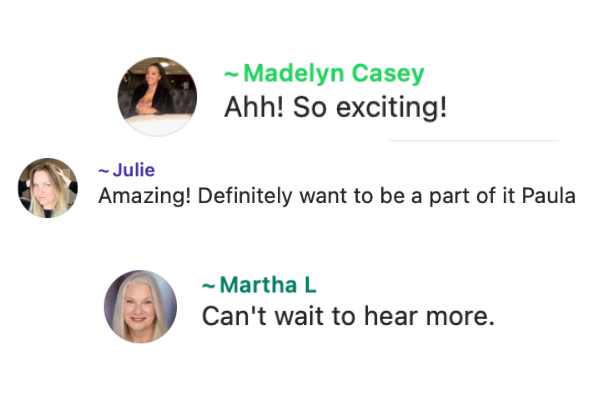 ~Madelyn Casey
Ahh! So exciting!
~Julie
Amazing! Definitely want to be a part of it Paula
~Martha L
Can't wait to hear more.